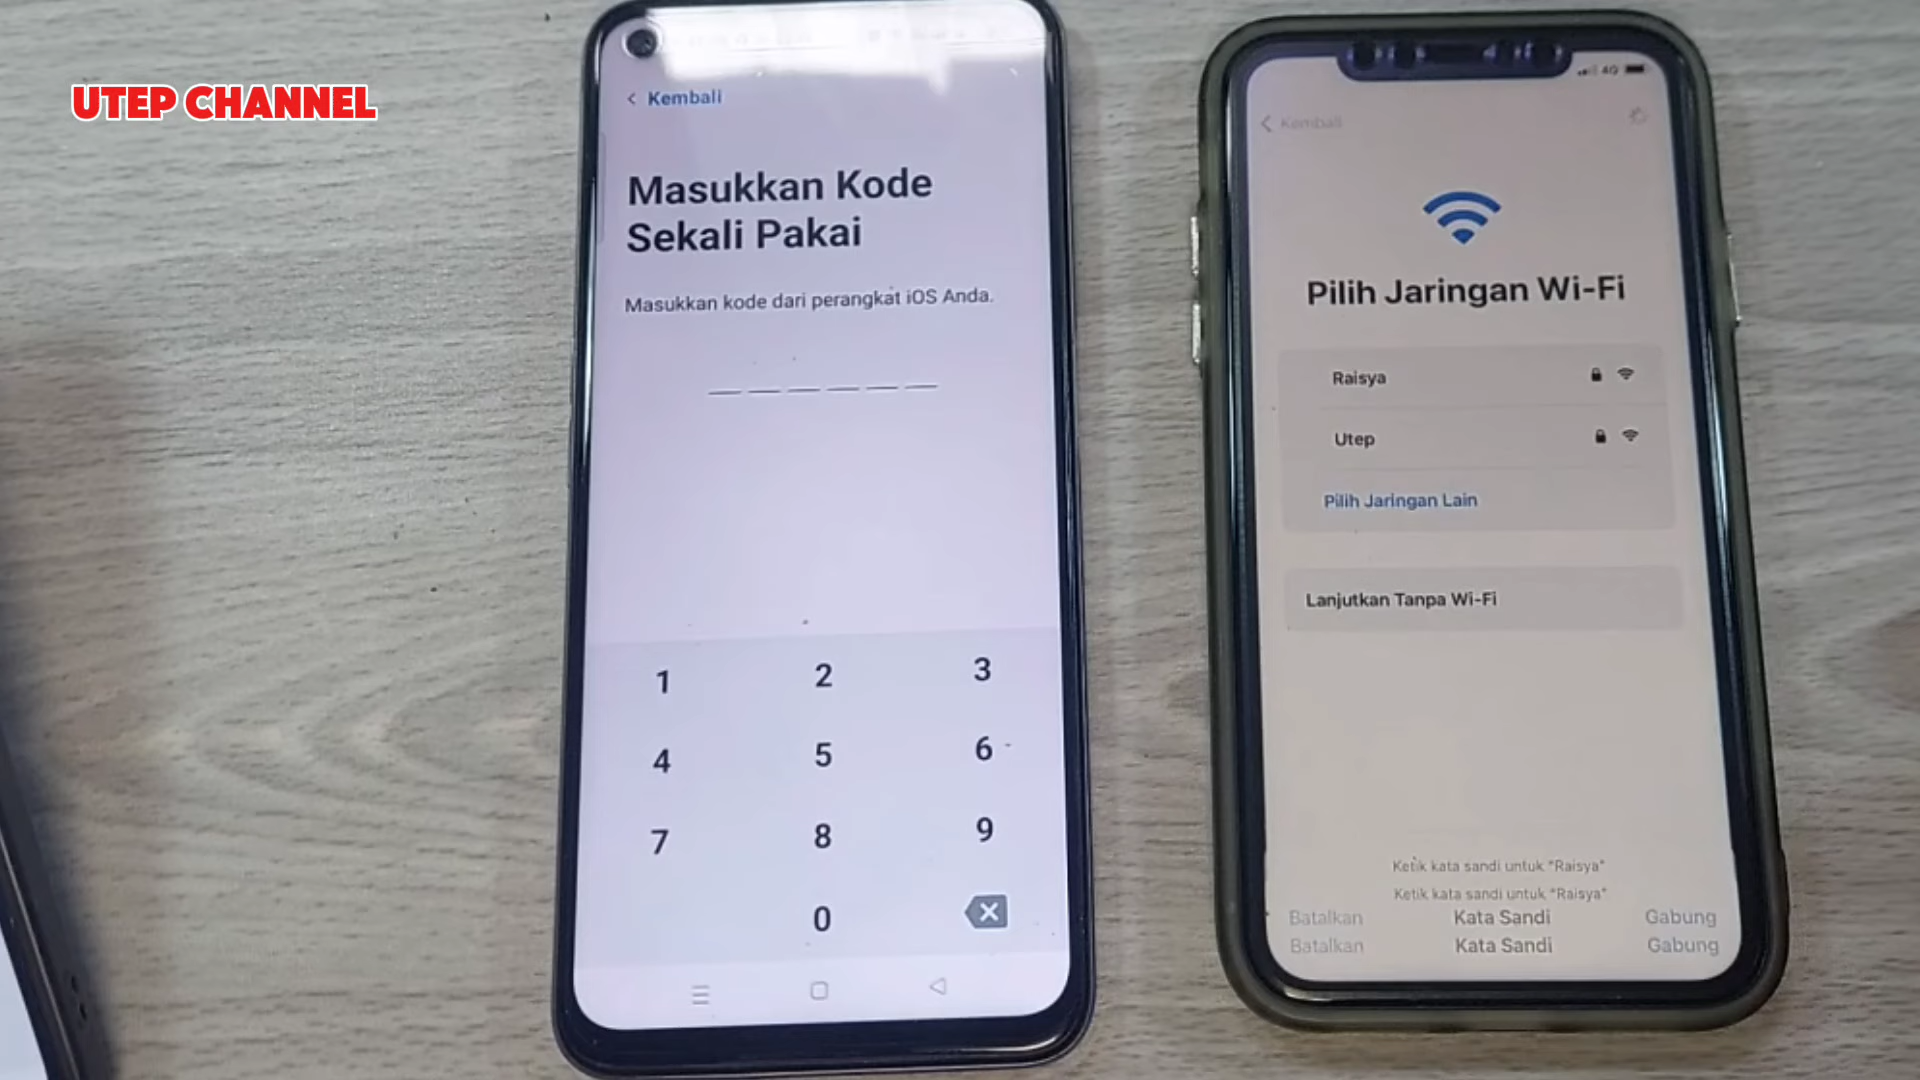 UTEP CHANNEL
< Kembali
Masukkan Kode
Sekali Pakai
Masukkan kode dari perangkat iOS Anda.
1 2 3
4 5 6
7 8 9
0
4G
Kembali
Pilih Jaringan Wi-Fi
Raisya
Utep
Pilih Jaringan Lain
Lanjutkan Tanpa Wi-Fi
Ketik kata sandi untuk "Raisya"
Ketik kata sandi untuk "Raisya"
Batalkan Kata Sandi Gabung
Batalkan Kata Sandi Gabung